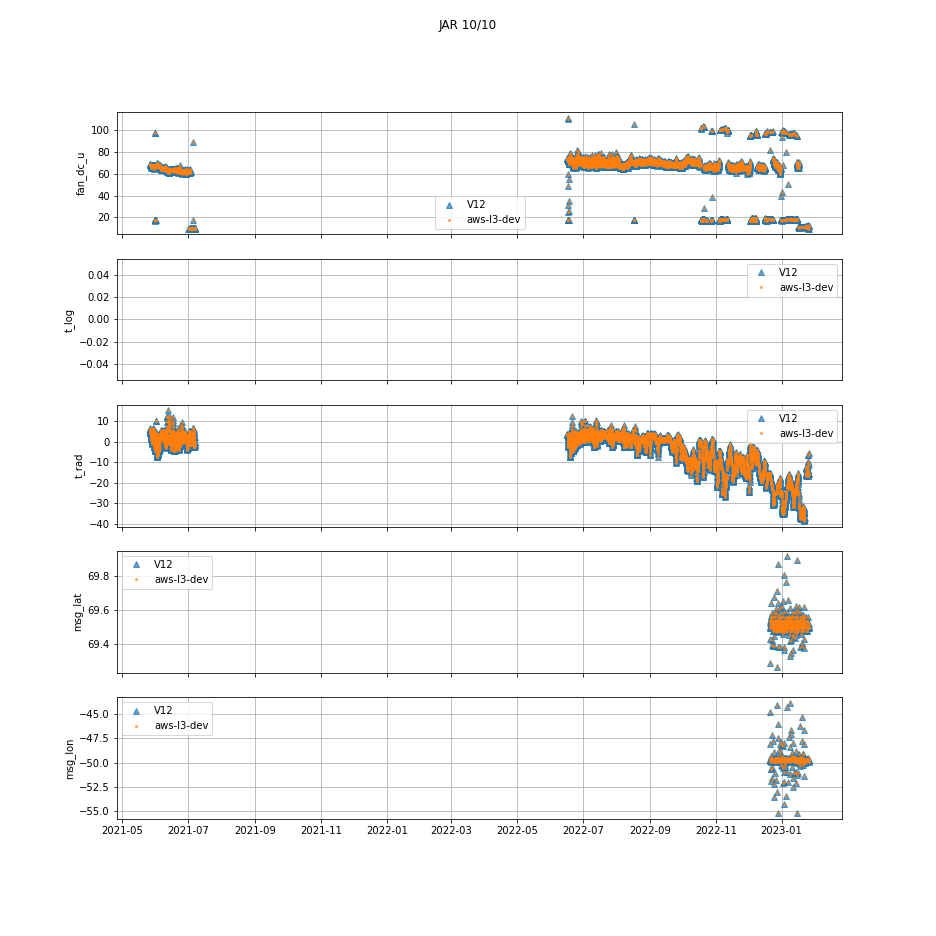 JAR 10/10
fan_dc_u
100
80
60
40
20
V12
aws-l3-dev
t_log
0.04
0.02
0.00
−0.02
−0.04
V12
aws-l3-dev
t_rad
10
0
−10
−20
−30
−40
V12
aws-l3-dev
msg_lat
69.8
69.6
69.4
V12
aws-l3-dev
msg_lon
−45.0
−47.5
−50.0
−52.5
−55.0
V12
aws-l3-dev
2021-05 2021-07 2021-09 2021-11 2022-01 2022-03 2022-05 2022-07 2022-09 2022-11 2023-01